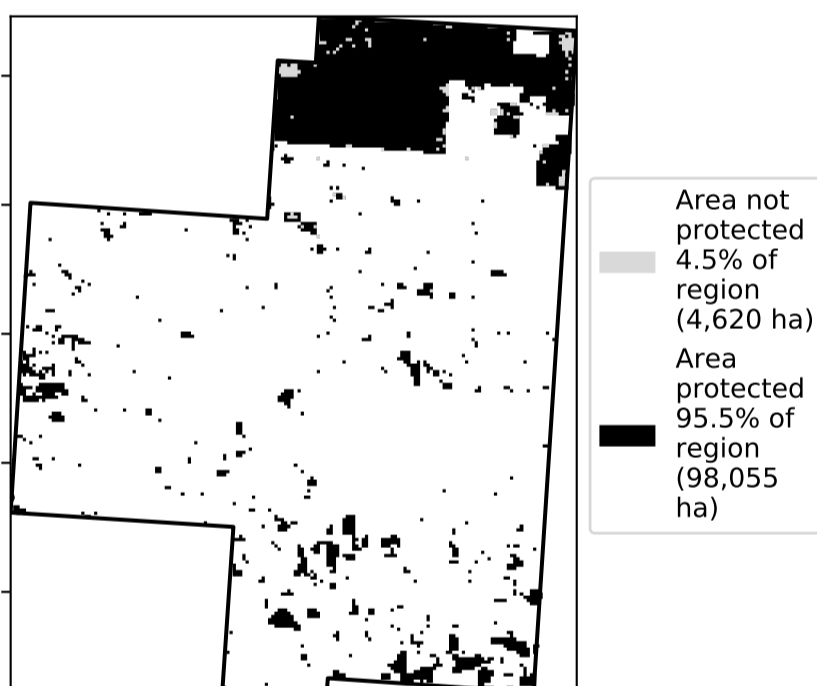 Area not
protected
4.5% of
region
(4,620 ha)
Area
protected
95.5% of
region
(98,055
ha)